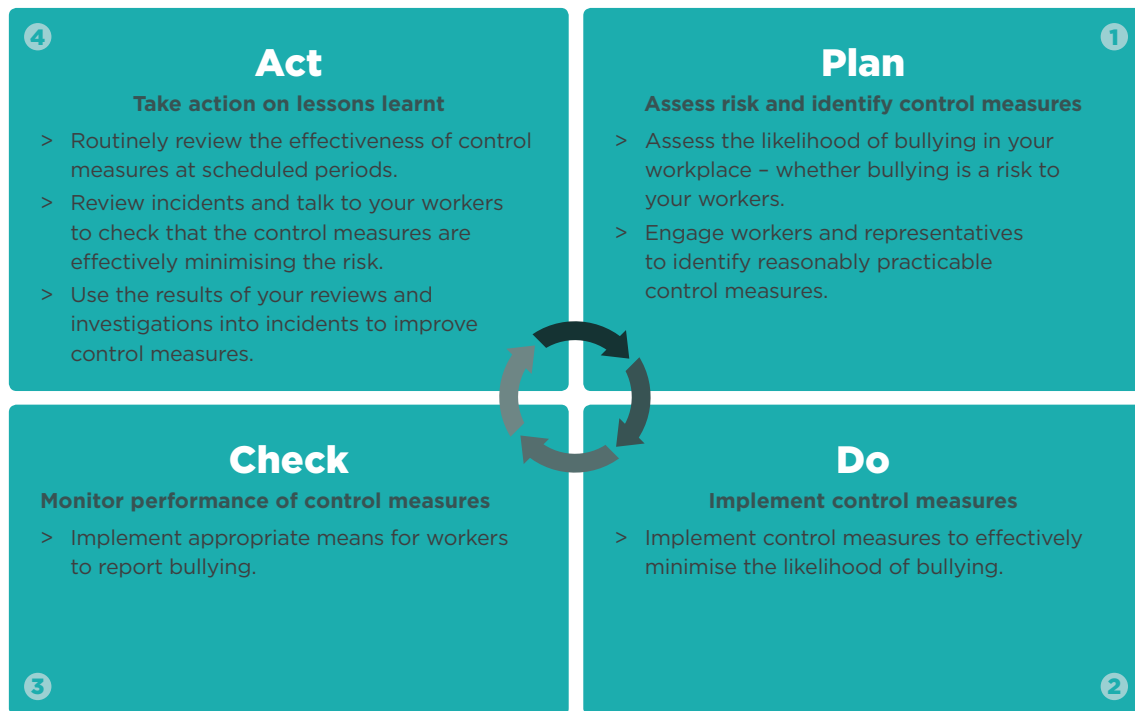 4
Act
Take action on lessons learnt
> Routinely review the effectiveness of control
measures at scheduled periods.
> Review incidents and talk to your workers
to check that the control measures are
effectively minimising the risk.
> Use the results of your reviews and
investigations into incidents to improve
control measures.
1
Plan
Assess risk and identify control measures
> Assess the likelihood of bullying in your
workplace – whether bullying is a risk to
your workers.
> Engage workers and representatives
to identify reasonably practicable
control measures.
Check
Monitor performance of control measures
> Implement appropriate means for workers
to report bullying.
3
Do
Implement control measures
> Implement control measures to effectively
minimise the likelihood of bullying.
2